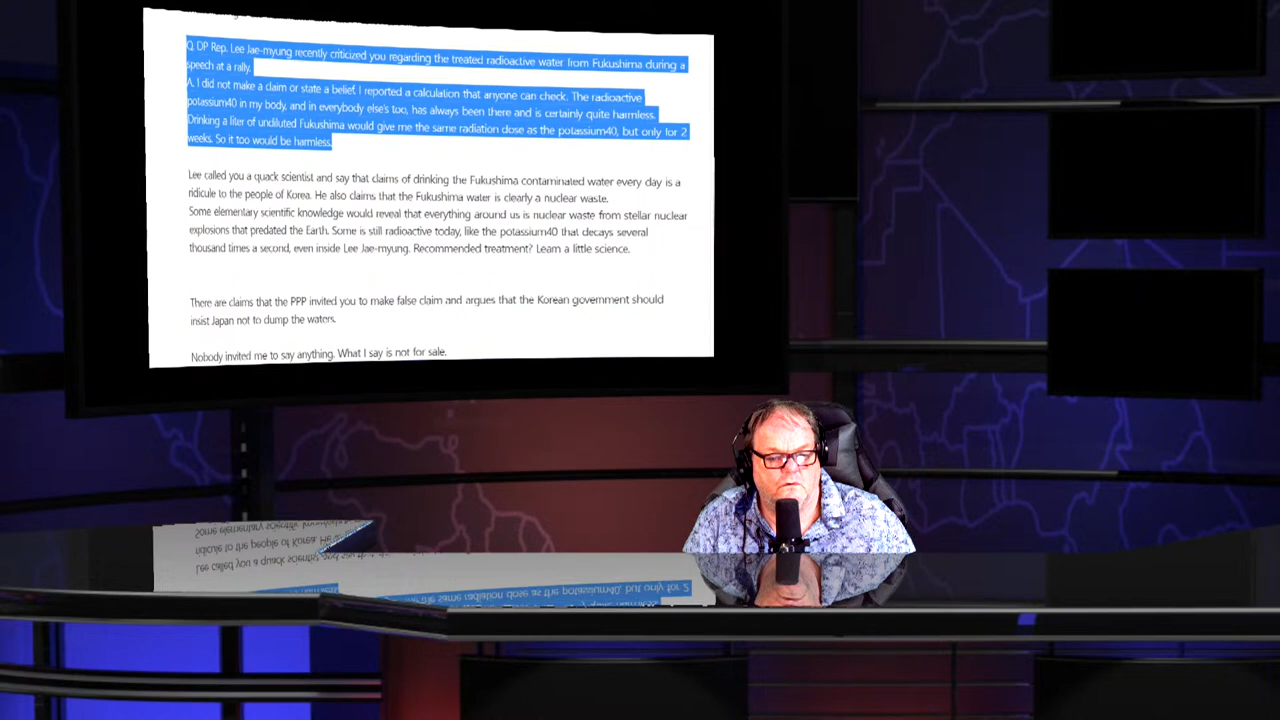 Q. DP Rep. Lee Jae-myung recently criticized you regarding the treated radioactive water from Fukushima during a
speech at a rally.
A. I did not make a claim or state a belief. I reported a calculation that anyone can check. The radioactive
potassium40 in my body, and in everybody else's too, has always been there and is certainly quite harmless.
Drinking a liter of undiluted Fukushima would give me the same radiation dose as the potassium40, but only for 2
weeks. So it too would be harmless.
Lee called you a quack scientist and say that claims of drinking the Fukushima contaminated water every day is a
ridicule to the people of Korea. He also claims that the Fukushima water is clearly a nuclear waste.
Some elementary scientific knowledge would reveal that everything around us is nuclear waste from stellar nuclear
explosions that predated the Earth. Some is still radioactive today, like the potassium40 that decays several
thousand times a second, even inside Lee Jae-myung. Recommended treatment? Learn a little science.
There are claims that the PPP invited you to make false claim and argues that the Korean government should
insist Japan not to dump the waters.
Nobody invited me to say anything. What I say is not for sale.